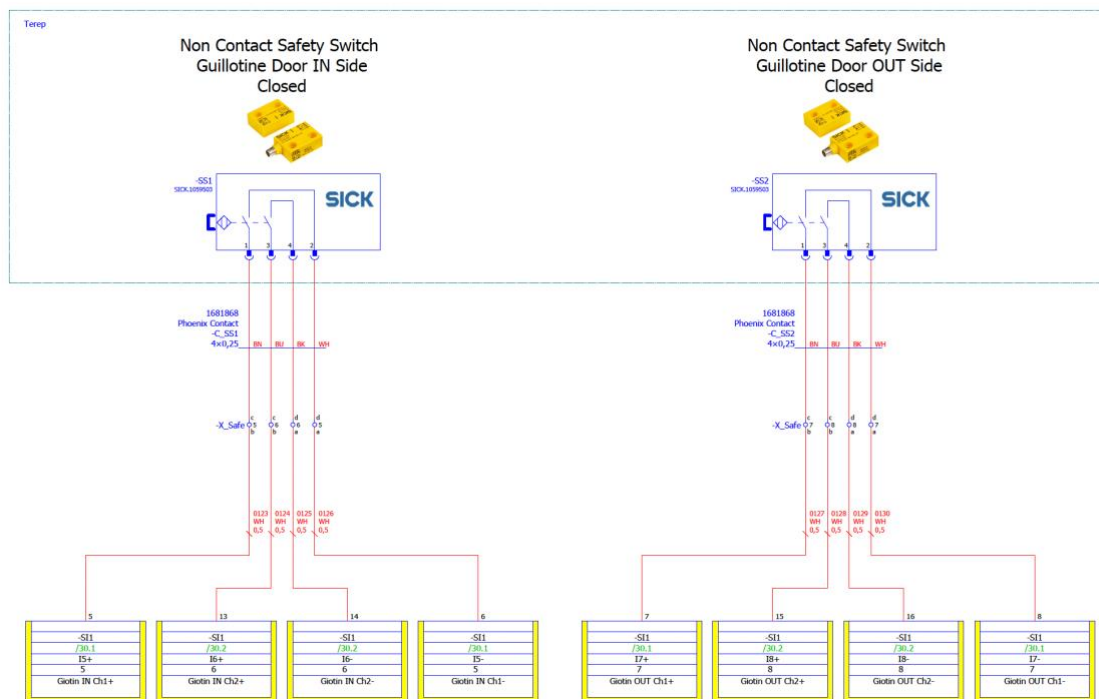 Terep
Non Contact Safety Switch
Guillotine Door IN Side
Closed
Non Contact Safety Switch
Guillotine Door OUT Side
Closed
-SS1
SICK.1059503
SICK
1 3 4 2
-SS2
SICK.1059503
SICK
1 3 4 2
1681868
Phoenix Contact
-C_SS1
4×0,25
BN BU BK WH
1681868
Phoenix Contact
-C_SS2
4×0,25
BN BU BK WH
c c d d
-X_Safe 5 6 6 5
b b a a
c c d d
-X_Safe 7 8 8 7
b b a a
0123 0124 0125 0126
WH WH WH WH
0,5 0,5 0,5 0,5
0127 0128 0129 0130
WH WH WH WH
0,5 0,5 0,5 0,5
5 13 14 6 7 15 16 8
-SI1 -SI1 -SI1 -SI1 -SI1 -SI1 -SI1 -SI1
/30.1 /30.2 /30.2 /30.1 /30.1 /30.2 /30.2 /30.1
I5+ I6+ I6- I5- I7+ I8+ I8- I7-
5 6 6 5 7 8 8 7
Giotin IN Ch1+ Giotin IN Ch2+ Giotin IN Ch2- Giotin IN Ch1- Giotin OUT Ch1+ Giotin OUT Ch2+ Giotin OUT Ch2- Giotin OUT Ch1-